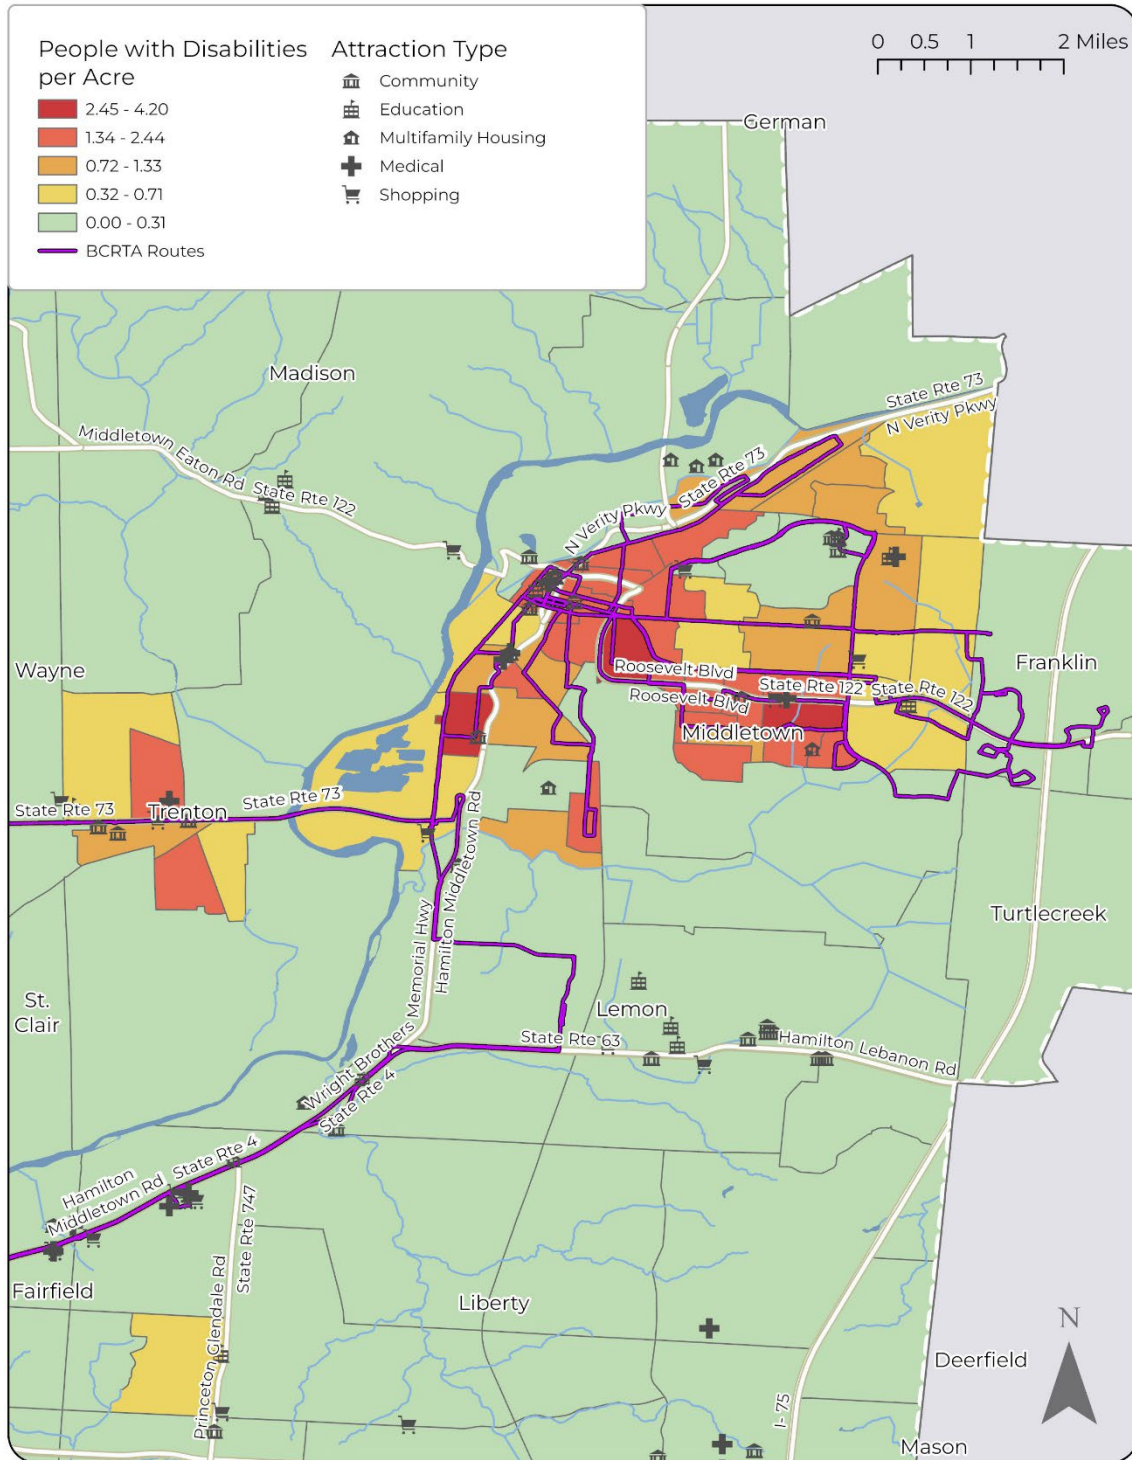 People with Disabilities
per Acre
2.45 - 4.20
1.34 - 2.44
0.72 - 1.33
0.32 - 0.71
0.00 - 0.31
BCRTA Routes
Attraction Type
Community
Education
Multifamily Housing
Medical
Shopping
0 0.5 1 2 Miles
German
Madison
State Rte 73
N Verity Pkwy
Middletown Eaton Rd
State Rte 122
State Rte 73
N Verity Pkwy
Wayne
Franklin
Roosevelt Blvd
Roosevelt Blvd
State Rte 122
State Rte 122
Middletown
State Rte 73
Trenton
State Rte 73
Hamilton Middletown Rd
Turtlecreek
St.
Clair
Wright Brothers Memorial Hwy
Lemon
State Rte 63
Hamilton Lebanon Rd
State Rte 4
State Rte 4
Hamilton
Middletown Rd
State Rte 747
Fairfield
Liberty
Princeton Glendale Rd
I- 75
N
Deerfield
Mason